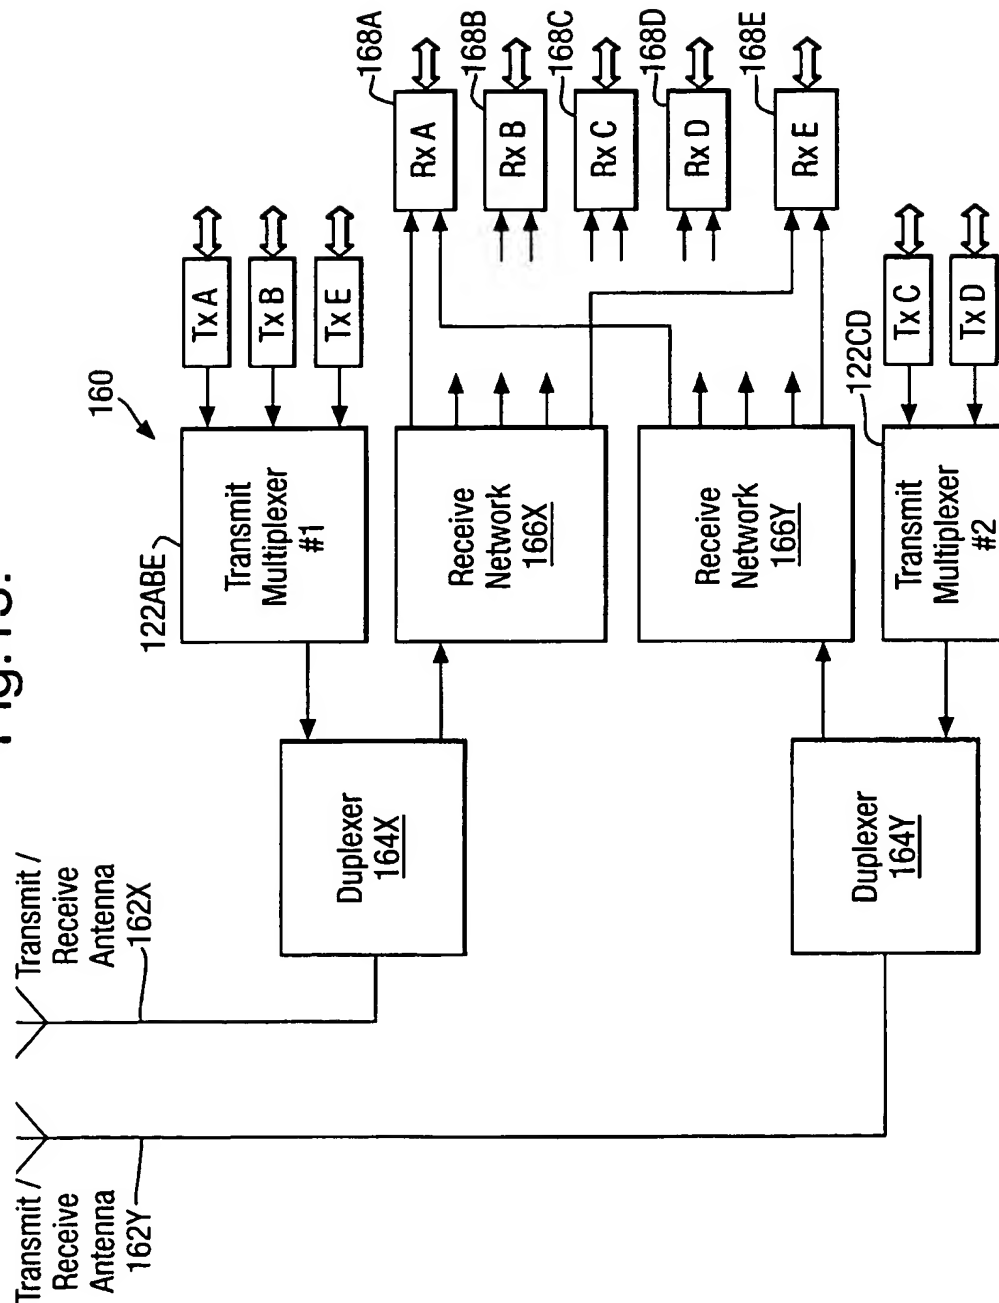 Transmit /
Receive
Antenna
162Y
Transmit /
Receive
Antenna
162X
Duplexer
164X
Duplexer
164Y
160
122ABE
Transmit
Multiplexer
#1
Receive
Network
166X
Receive
Network
166Y
Transmit
Multiplexer
#2
122CD
Tx A
Tx B
Tx E
168A
Rx A
168B
Rx B
168C
Rx C
168D
Rx D
168E
Rx E
Tx C
Tx D